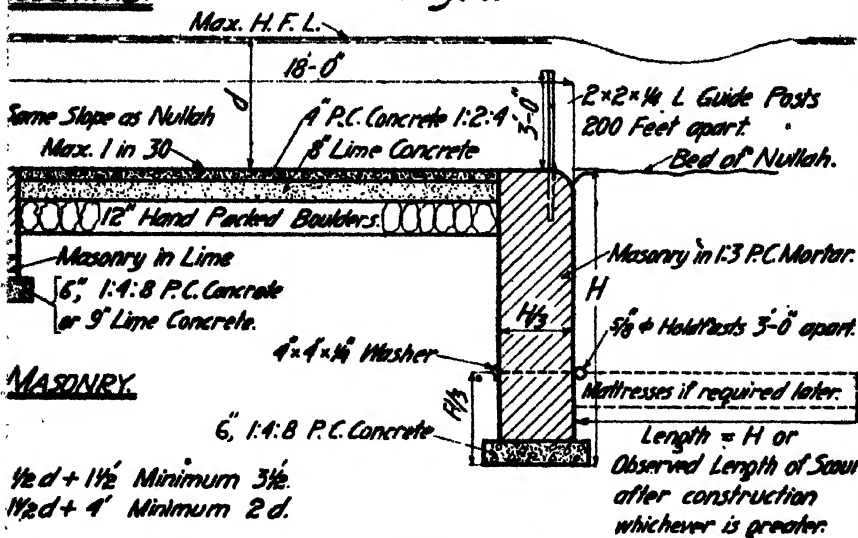 Max. H.F.L.
18'-0"
d
3'-0"
2×2×¼ L Guide Posts
200 Feet apart.
Same Slope as Nullah
Max. 1 in 30
4" P.C. Concrete 1:2:4
8" Lime Concrete
Bed of Nullah.
12" Hand Packed Boulders.
Masonry in Lime
6", 1:4:8 P.C. Concrete
or 9" Lime Concrete.
Masonry in 1:3 P.C. Mortar.
H
H/3
5/8" ɸ Holdfasts 3'-0" apart.
4"×4"×¼" Washer
MASONRY.
H/3
Mattresses if required later.
6", 1:4:8 P.C. Concrete
Length = H or
Observed Length of Scour
after construction
whichever is greater.
½d + 1½' Minimum 3½.
1½d + 4' Minimum 2d.